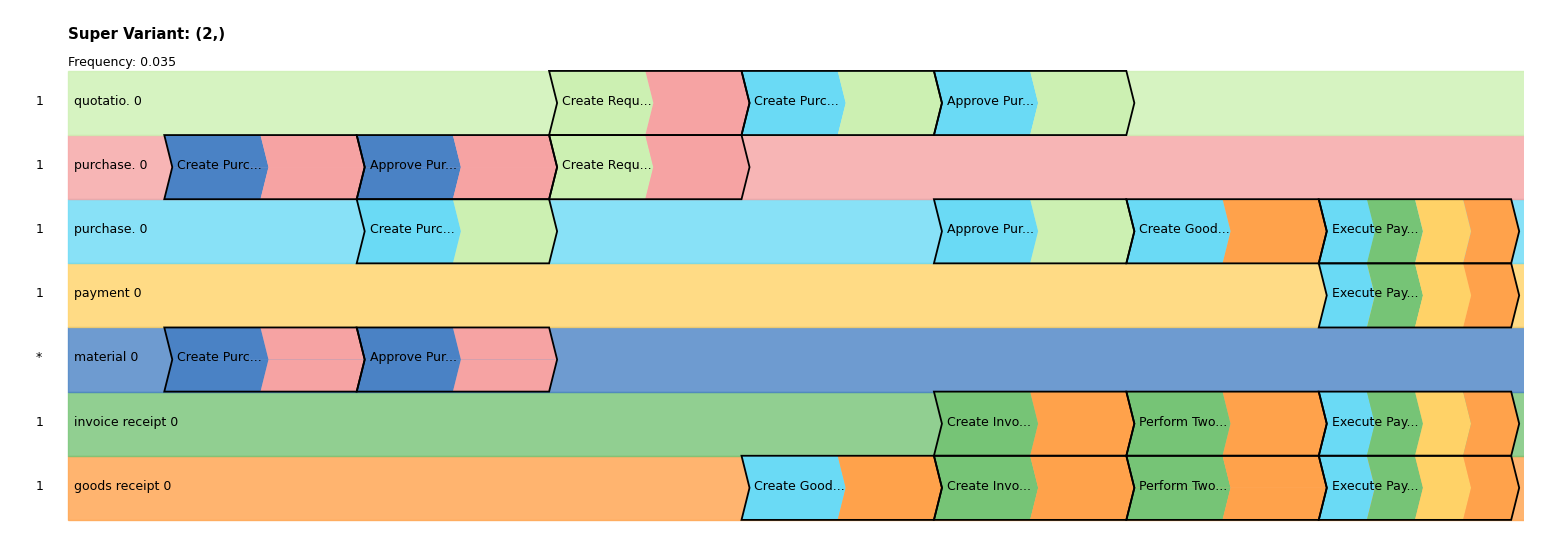 Super Variant: (2,)
Frequency: 0.035
1 quotatio. 0 Create Requ... Create Purc... Approve Pur...
1 purchase. 0 Create Purc... Approve Pur... Create Requ...
1 purchase. 0 Create Purc... Approve Pur... Create Good... Execute Pay...
1 payment 0 Execute Pay...
* material 0 Create Purc... Approve Pur...
1 invoice receipt 0 Create Invo... Perform Two... Execute Pay...
1 goods receipt 0 Create Good... Create Invo... Perform Two... Execute Pay...